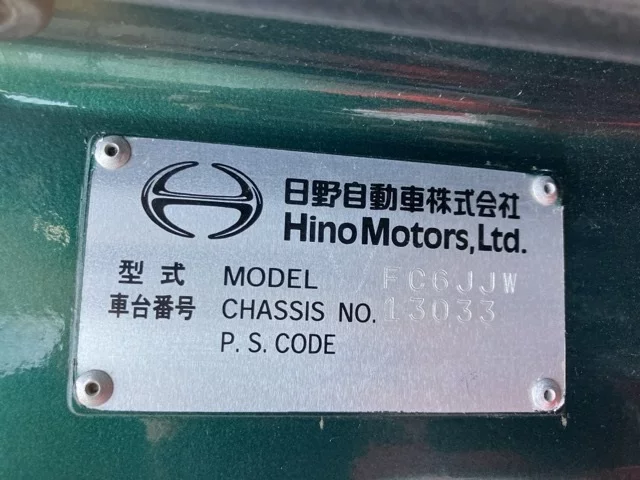 日野自動車株式会社
Hino Motors, Ltd.
型式 MODEL FC6JJW
車台番号 CHASSIS NO. 13033
P. S. CODE